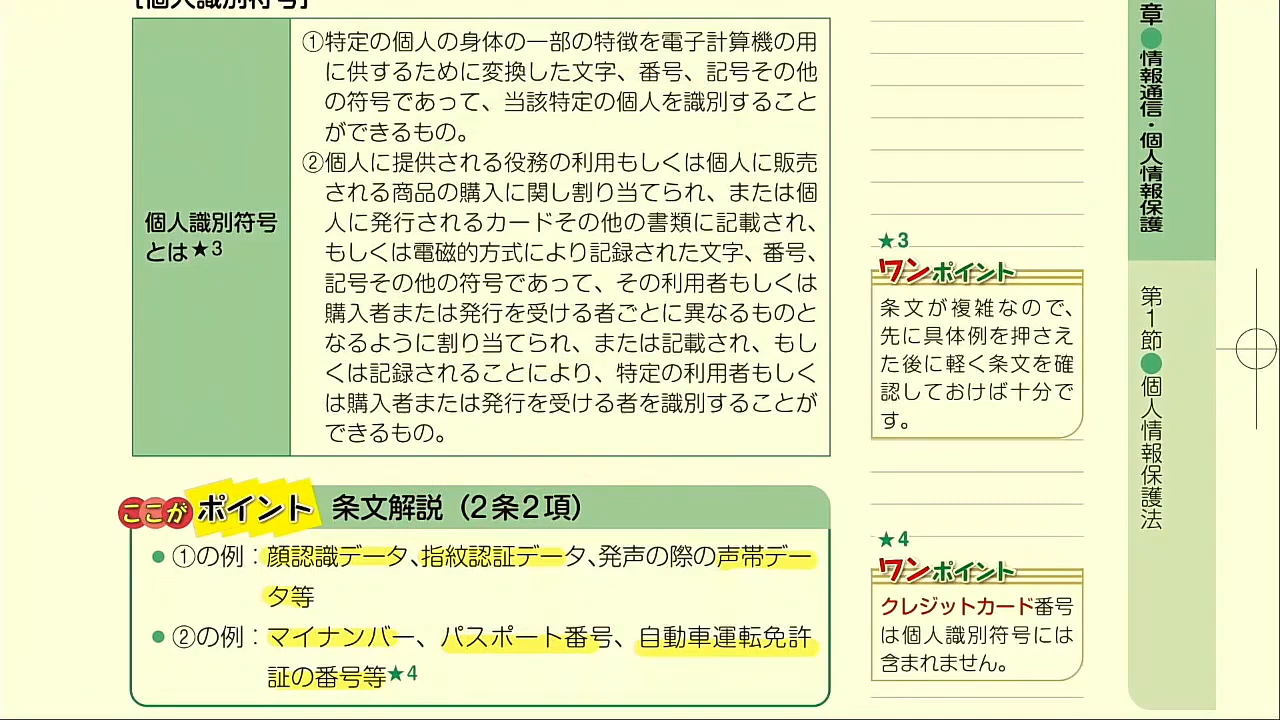 [個人識別符号]
個人識別符号
とは★3
①特定の個人の身体の一部の特徴を電子計算機の用
に供するために変換した文字、番号、記号その他
の符号であって、当該特定の個人を識別すること
ができるもの。
②個人に提供される役務の利用もしくは個人に販売
される商品の購入に関し割り当てられ、または個
人に発行されるカードその他の書類に記載され、
もしくは電磁的方式により記録された文字、番号、
記号その他の符号であって、その利用者もしくは
購入者または発行を受ける者ごとに異なるものと
なるように割り当てられ、または記載され、もし
くは記録されることにより、特定の利用者もしく
は購入者または発行を受ける者を識別することが
できるもの。
ここがポイント 条文解説（2条2項）
●①の例：顔認識データ、指紋認証データ、発声の際の声帯デー
タ等
●②の例：マイナンバー、パスポート番号、自動車運転免許
証の番号等★4
★3
ワンポイント
条文が複雑なので、
先に具体例を押さえ
た後に軽く条文を確
認しておけば十分で
す。
★4
ワンポイント
クレジットカード番号
は個人識別符号には
含まれません。
章●情報通信・個人情報保護
第1節●個人情報保護法